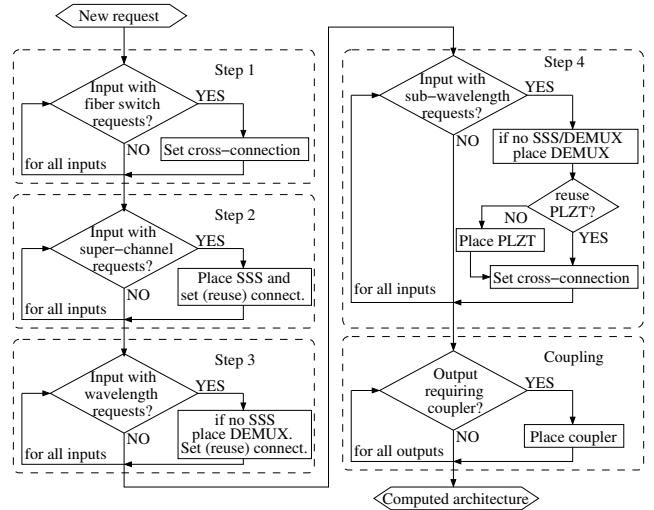 New request
Step 1
Input with
fiber switch
requests?
YES
Set cross−connection
NO
for all inputs
Step 2
Input with
super−channel
requests?
YES
Place SSS and
set (reuse) connect.
NO
for all inputs
Step 3
Input with
wavelength
requests?
YES
if no SSS
place DEMUX.
Set (reuse) connect.
NO
for all inputs
Step 4
Input with
sub−wavelength
requests?
YES
NO
if no SSS/DEMUX
place DEMUX
reuse
PLZT?
NO
Place PLZT
YES
Set cross−connection
for all inputs
Coupling
Output
requiring
coupler?
YES
Place coupler
NO
for all outputs
Computed architecture